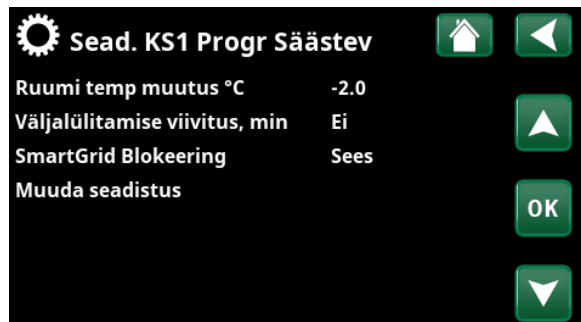 Sead. KS1 Progr Säästev
Ruumi temp muutus °C -2.0
Väljalülitamise viivitus, min Ei
SmartGrid Blokeering Sees
Muuda seadistus
OK